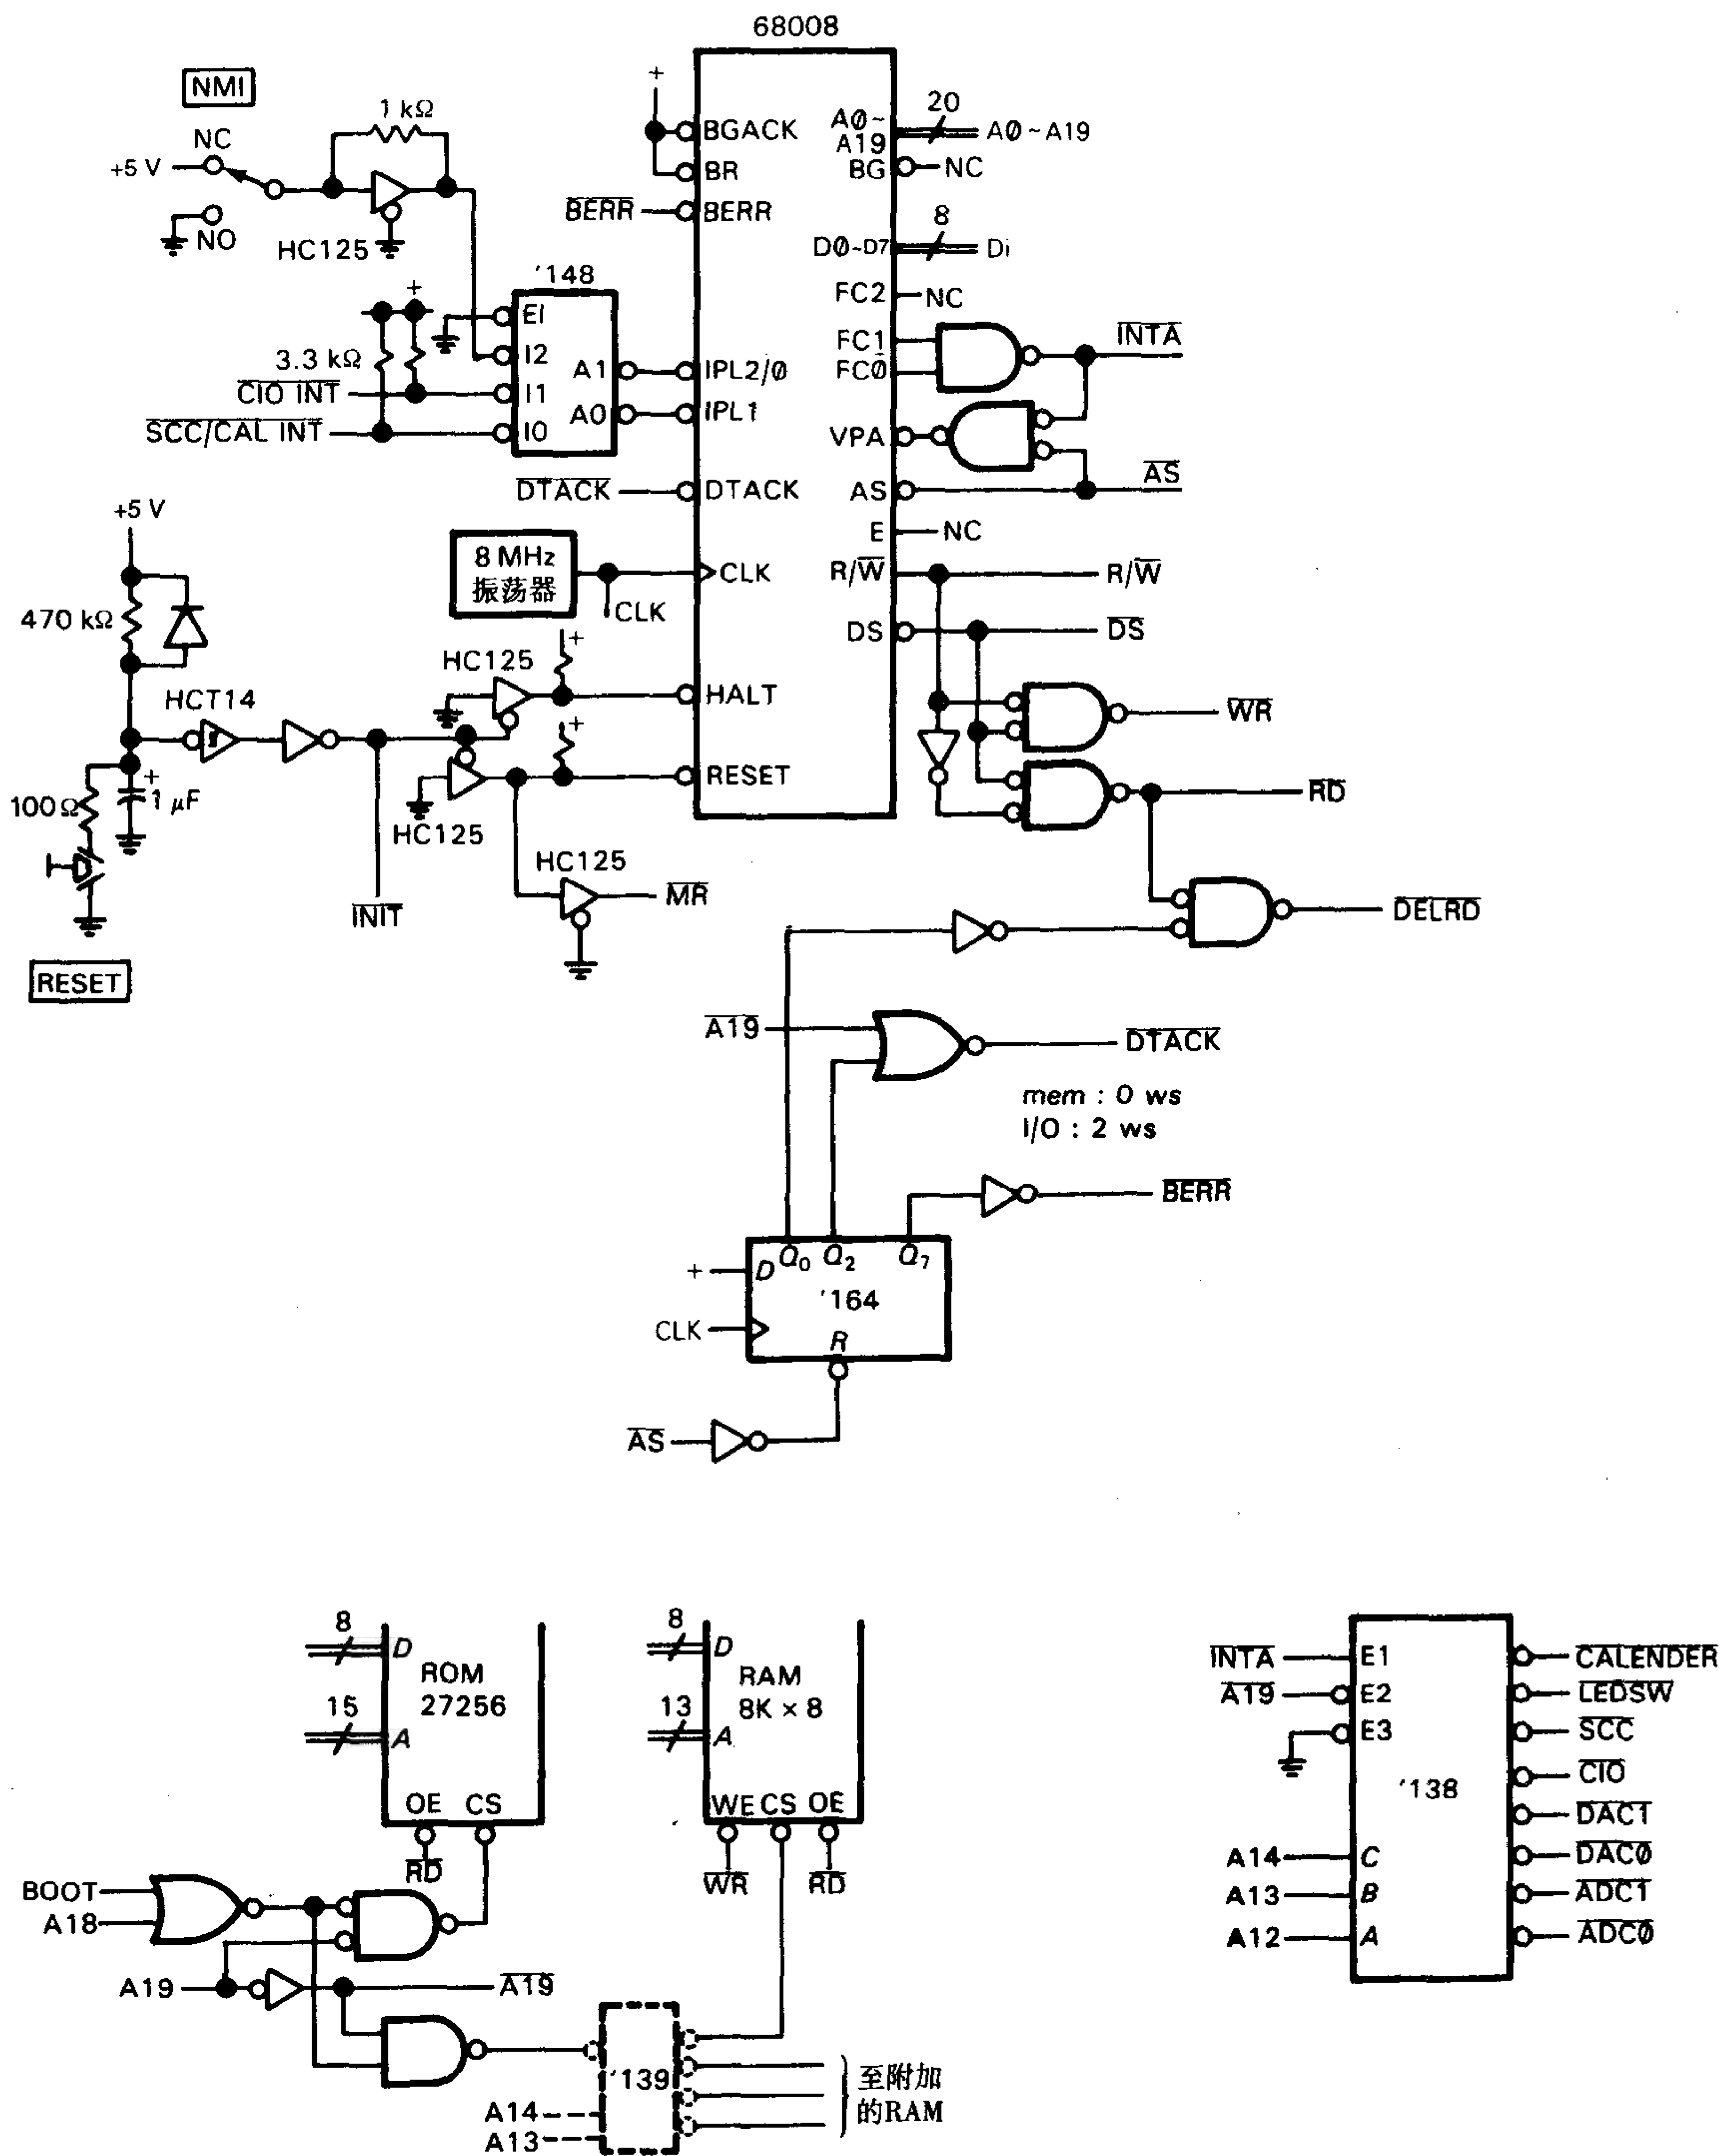 68008
NMI
NC
+5 V
NO
1 kΩ
HC125
'148
EI
I2
I1
I0
A1
A0
+
3.3 kΩ
CIO INT
SCC/CAL INT
+
BGACK
BR
BERR
BERR
IPL2/0
IPL1
DTACK
DTACK
8 MHz
振荡器
CLK
CLK
HALT
RESET
A0~
A19
20
A0~A19
BG
NC
D0~D7
8
Di
FC2
NC
FC1
FC0
INTA
VPA
AS
AS
E
NC
R/W
R/W
DS
DS
WR
RD
DELRD
+5 V
470 kΩ
HCT14
HC125
+
+
HC125
HC125
MR
INIT
100Ω
+
1 μF
RESET
A19
DTACK
mem : 0 ws
I/O : 2 ws
BERR
+
D
Q0
Q2
Q7
'164
CLK
R
AS
8
D
ROM
27256
15
A
OE
CS
RD
8
D
RAM
8K × 8
13
A
WE
CS
OE
WR
RD
BOOT
A18
A19
A19
'139
A14
A13
至附加
的RAM
INTA
A19
E1
E2
E3
'138
A14
A13
A12
C
B
A
CALENDER
LEDSW
SCC
CIO
DAC1
DAC0
ADC1
ADC0